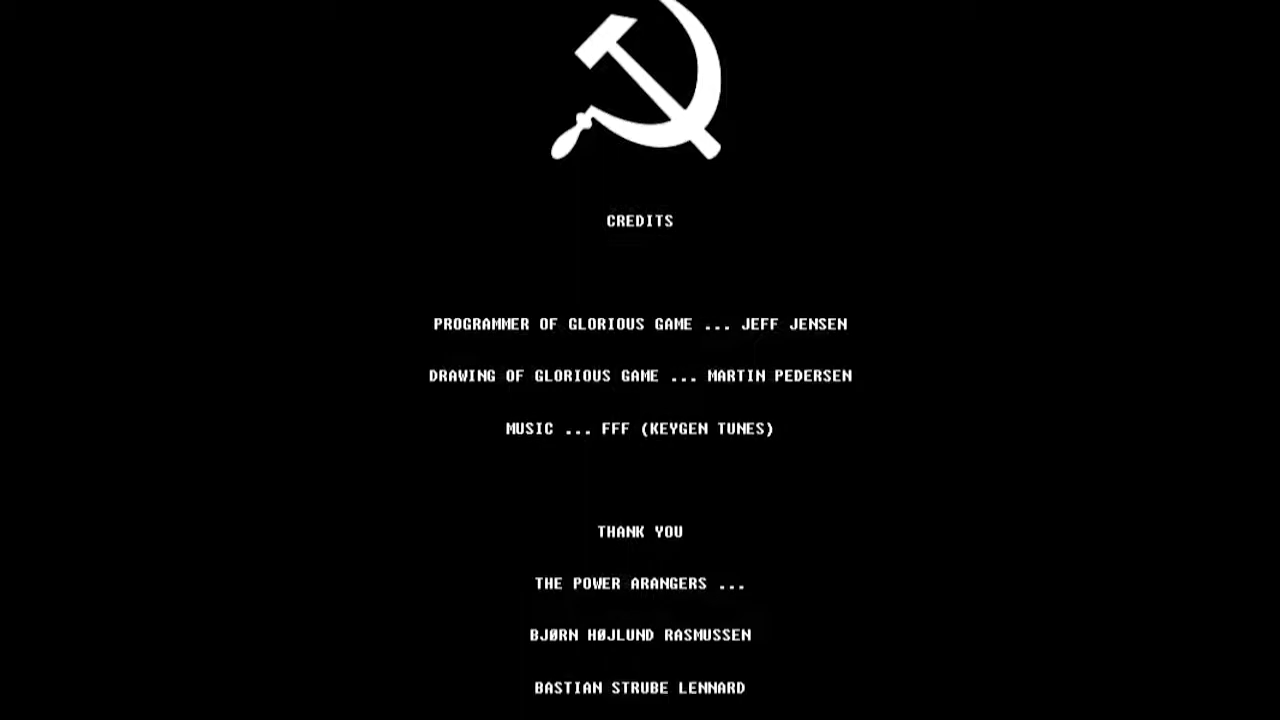 CREDITS
PROGRAMMER OF GLORIOUS GAME ... JEFF JENSEN
DRAWING OF GLORIOUS GAME ... MARTIN PEDERSEN
MUSIC ... FFF (KEYGEN TUNES)
THANK YOU
THE POWER ARANGERS ...
BJØRN HØJLUND RASMUSSEN
BASTIAN STRUBE LENNARD